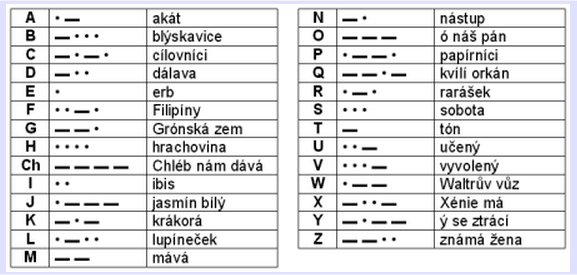 A ·— akát
B —··· blýskavice
C —·—· cílovníci
D —·· dálava
E · erb
F ··—· Filipíny
G ——· Grónská zem
H ···· hrachovina
Ch ———— Chléb nám dává
I ·· ibis
J ·——— jasmín bílý
K —·— krákorá
L ·—·· lupíneček
M —— mává
N —· nástup
O ——— ó náš pán
P ·——· papírníci
Q ——·— kvílí orkán
R ·—· rarášek
S ··· sobota
T — tón
U ··— učený
V ···— vyvolený
W ·—— Waltrův vůz
X —··— Xénie má
Y —·—— ý se ztrácí
Z ——·· známá žena